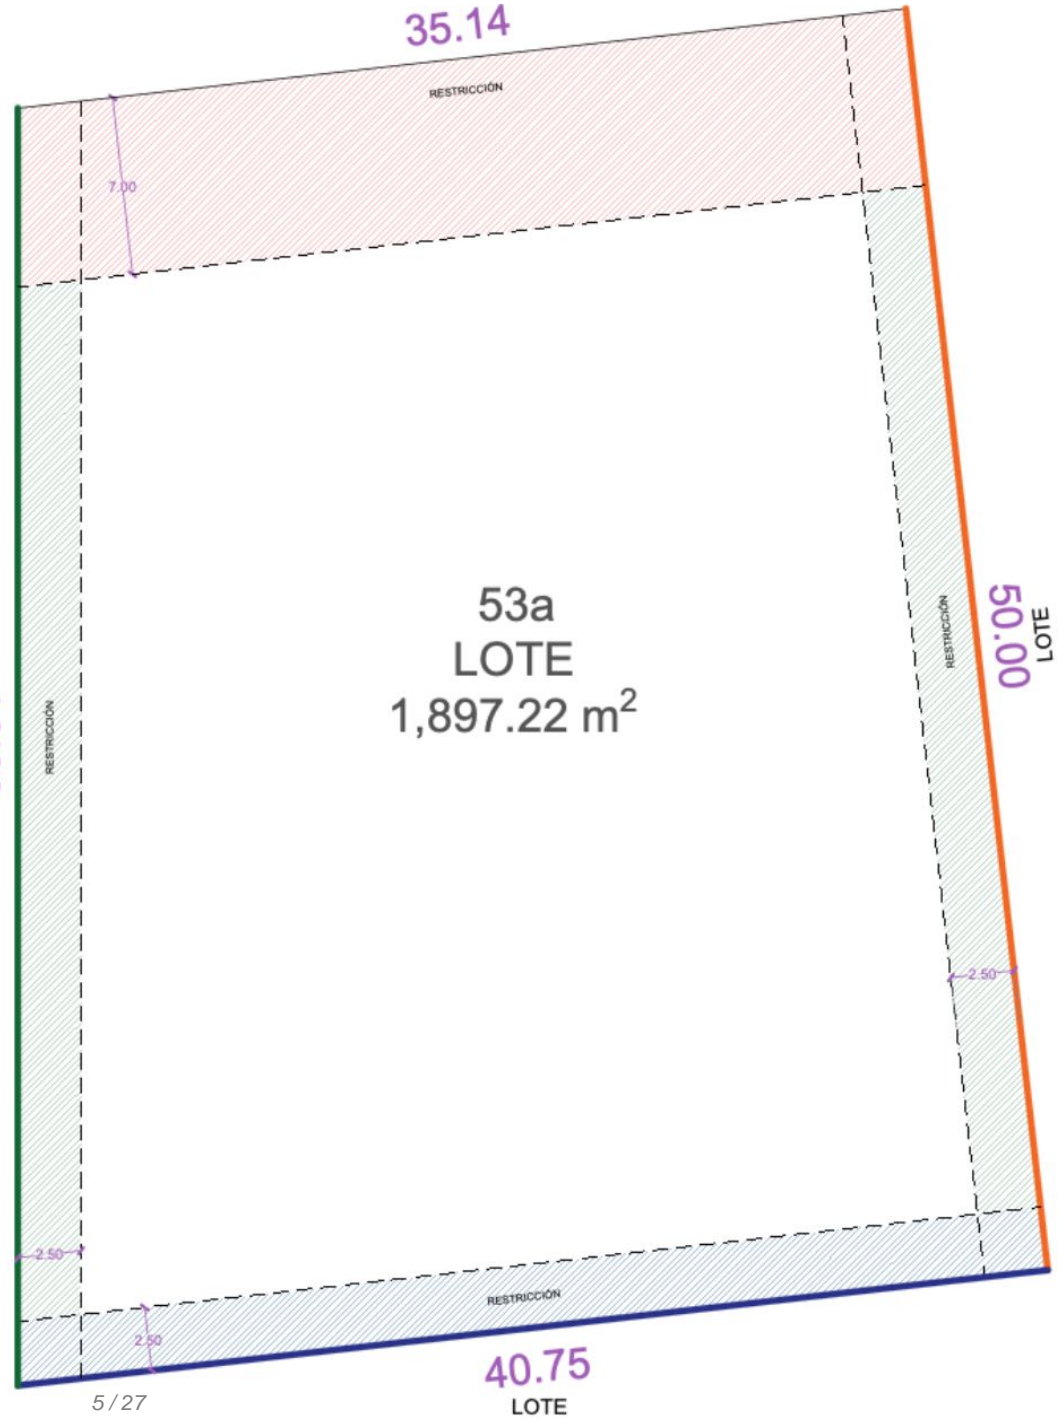 35.14
RESTRICCIÓN
7.00
53a
LOTE
1,897.22 m²
RESTRICCIÓN
50.00
LOTE
RESTRICCIÓN
2.50
2.50
RESTRICCIÓN
2.50
40.75
LOTE
5 / 27